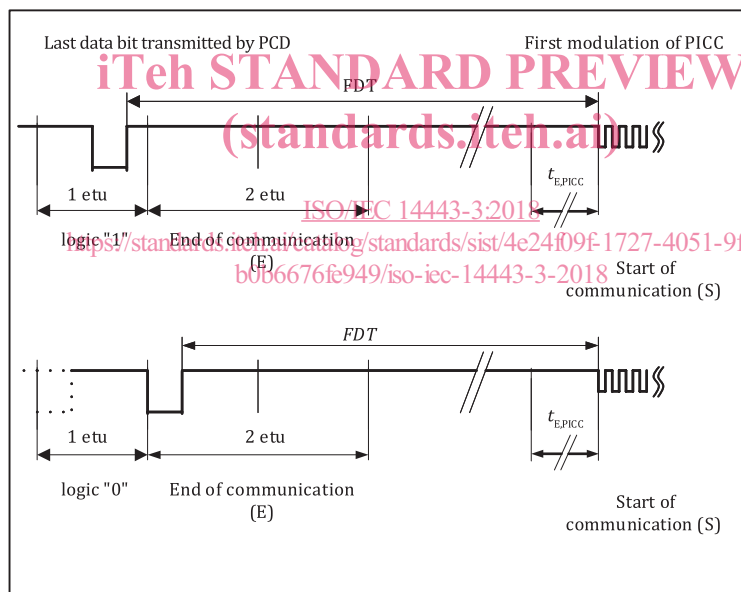 Last data bit transmitted by PCD
First modulation of PICC
iTeh STANDARD PREVIEW
FDT
(standards.iteh.ai)
tE,PICC
1 etu
2 etu
ISO/IEC 14443-3:2018
logic "1"
End of communication
(E)
https://standards.iteh.ai/catalog/standards/sist/4e24f09f-1727-4051-9f
b0b6676fe949/iso-iec-14443-3-2018
Start of
communication (S)
FDT
tE,PICC
1 etu
2 etu
logic "0"
End of communication
(E)
Start of
communication (S)